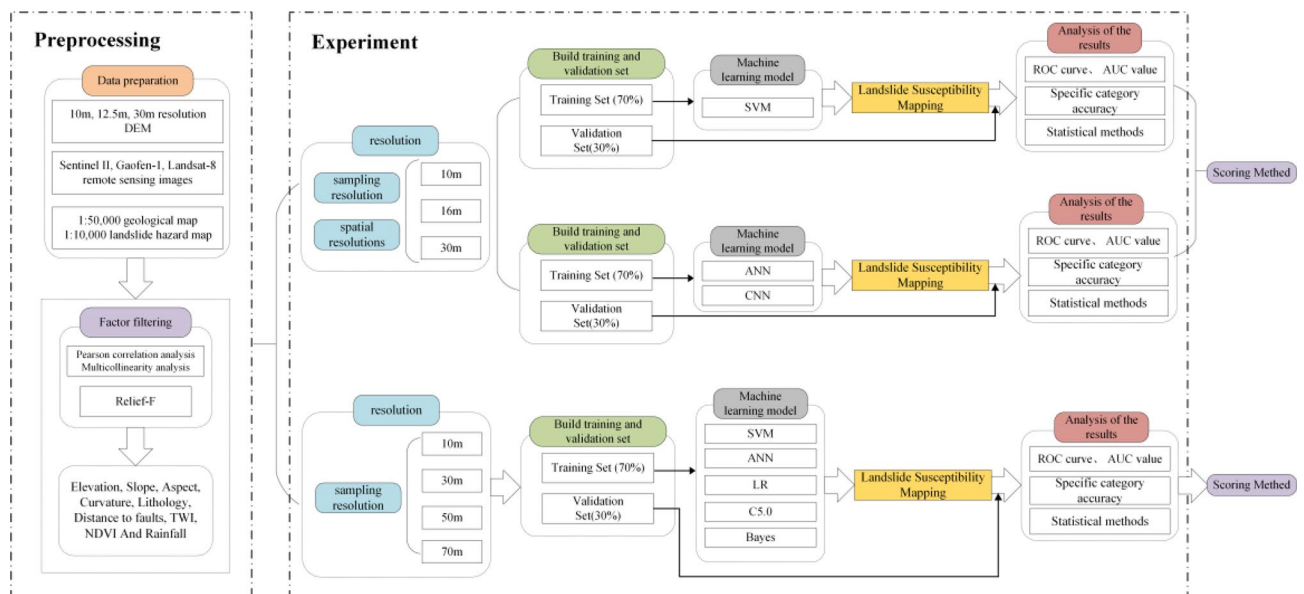 Preprocessing
Data preparation
10m, 12.5m, 30m resolution
DEM
Sentinel II, Gaofen-1, Landsat-8
remote sensing images
1:50,000 geological map
1:10,000 landslide hazard map
Factor filtering
Pearson correlation analysis
Multicollinearity analysis
Relief-F
Elevation, Slope, Aspect,
Curvature, Lithology,
Distance to faults, TWI,
NDVI And Rainfall
Experiment
resolution
sampling
resolution
spatial
resolutions
10m
16m
30m
Build training and
validation set
Training Set (70%)
Validation
Set(30%)
Machine
learning model
SVM
Landslide Susceptibility
Mapping
Analysis of the
results
ROC curve、 AUC value
Specific category
accuracy
Statistical methods
Build training and
validation set
Training Set (70%)
Validation
Set(30%)
Machine
learning model
ANN
CNN
Landslide Susceptibility
Mapping
Analysis of the
results
ROC curve、 AUC value
Specific category
accuracy
Statistical methods
Scoring Methed
resolution
sampling
resolution
10m
30m
50m
70m
Build training and
validation set
Training Set (70%)
Validation
Set(30%)
Machine
learning model
SVM
ANN
LR
C5.0
Bayes
Landslide Susceptibility
Mapping
Analysis of the
results
ROC curve、 AUC value
Specific category
accuracy
Statistical methods
Scoring Methed